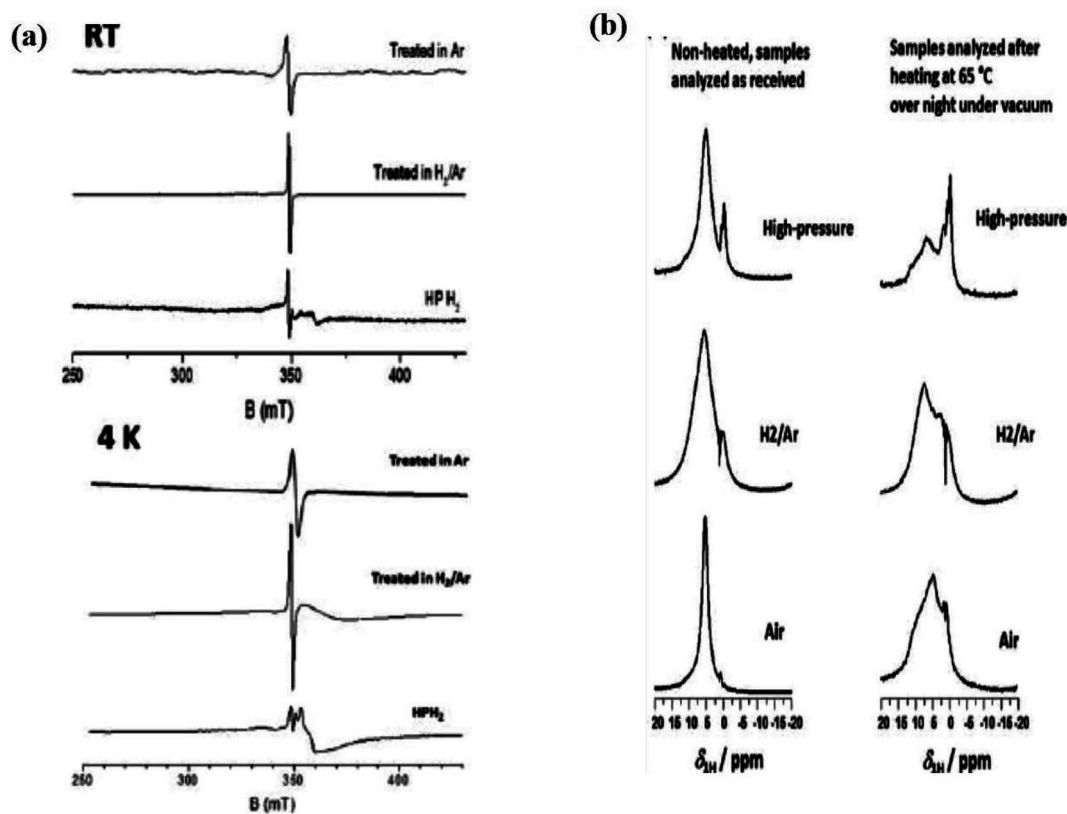 (a)
RT
Treated in Ar
Treated in H₂/Ar
HP H₂
250 300 350 400
B (mT)
4 K
Treated in Ar
Treated in H₂/Ar
HPH₂
250 300 350 400
B (mT)
(b)
Non-heated, samples
analyzed as received
High-pressure
H2/Ar
Air
20 15 10 5 0 -5 -10 -15 -20
δ1H / ppm
Samples analyzed after
heating at 65 °C
over night under vacuum
High-pressure
H2/Ar
Air
20 15 10 5 0 -5 -10 -15 -20
δ1H / ppm